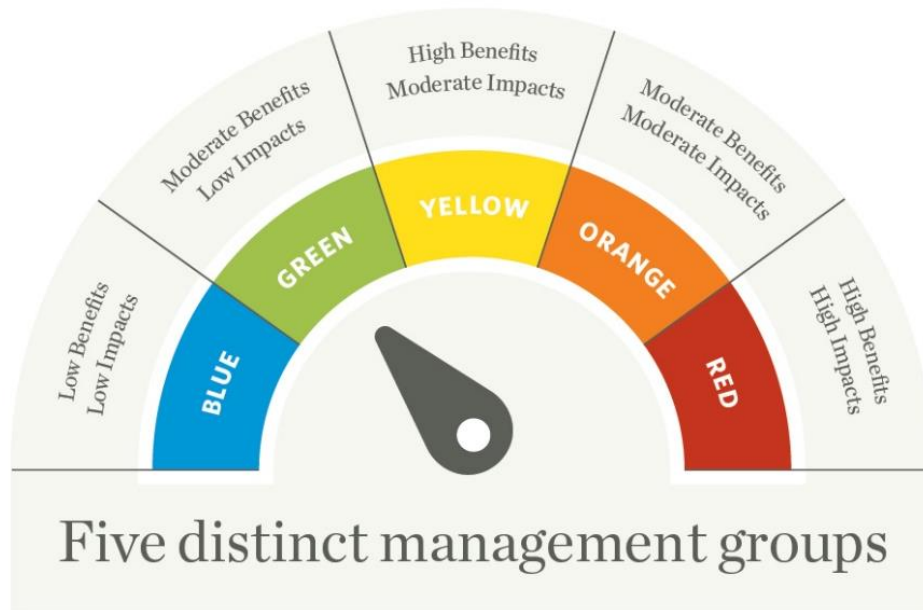 High Benefits
Moderate Impacts
Moderate Benefits
Low Impacts
Moderate Benefits
Moderate Impacts
Low Benefits
Low Impacts
High Benefits
High Impacts
YELLOW
GREEN
ORANGE
BLUE
RED
Five distinct management groups